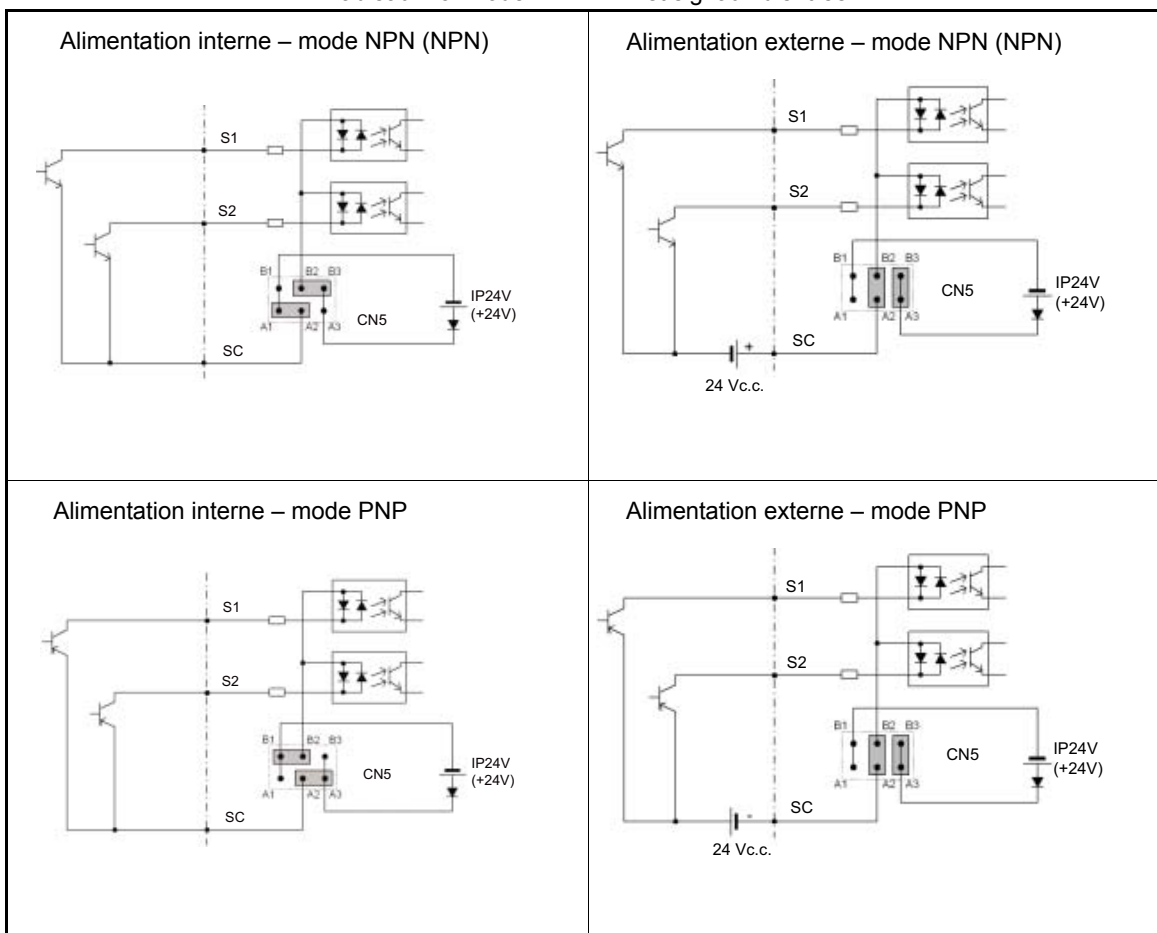 Alimentation interne – mode NPN (NPN)
S1
S2
B1 B2 B3
IP24V
(+24V)
CN5
A1 A2 A3
SC
Alimentation externe – mode NPN (NPN)
S1
S2
B1 B2 B3
IP24V
(+24V)
CN5
A1 A2 A3
SC
+
24 Vc.c.
Alimentation interne – mode PNP
S1
S2
B1 B2 B3
IP24V
(+24V)
CN5
A1 A2 A3
SC
Alimentation externe – mode PNP
S1
S2
B1 B2 B3
IP24V
(+24V)
CN5
A1 A2 A3
SC
-
24 Vc.c.